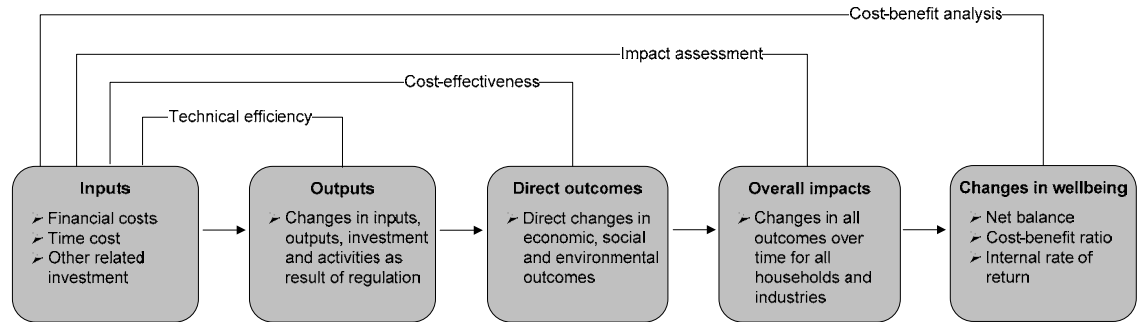 Cost-benefit analysis
Impact assessment
Cost-effectiveness
Technical efficiency
Inputs
➢ Financial costs
➢ Time cost
➢ Other related
investment
Outputs
➢ Changes in inputs,
outputs, investment
and activities as
result of regulation
Direct outcomes
➢ Direct changes in
economic, social
and environmental
outcomes
Overall impacts
➢ Changes in all
outcomes over
time for all
households and
industries
Changes in wellbeing
➢ Net balance
➢ Cost-benefit ratio
➢ Internal rate of
return